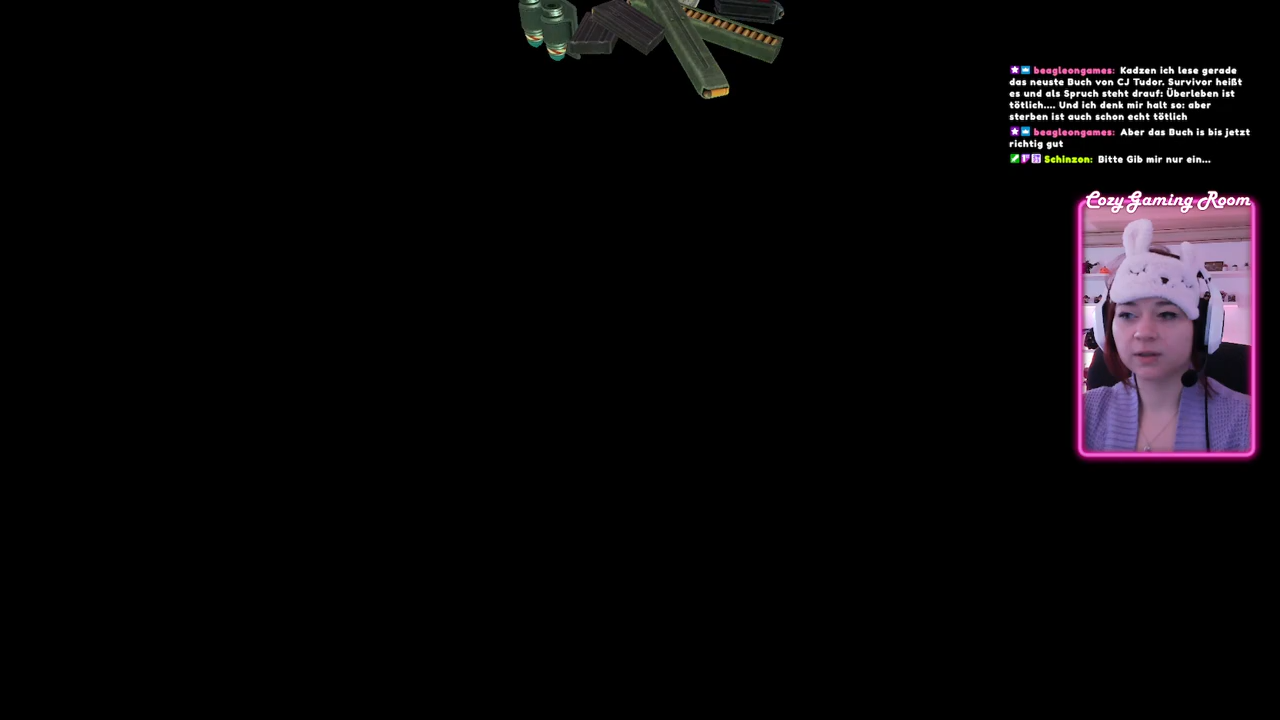 beagleongames: Kadzen ich lese gerade
das neuste Buch von CJ Tudor. Survivor heißt
es und als Spruch steht drauf: Überleben ist
tötlich.... Und ich denk mir halt so: aber
sterben ist auch schon echt tötlich
beagleongames: Aber das Buch is bis jetzt
richtig gut
Schinzon: Bitte Gib mir nur ein...
Cozy Gaming Room